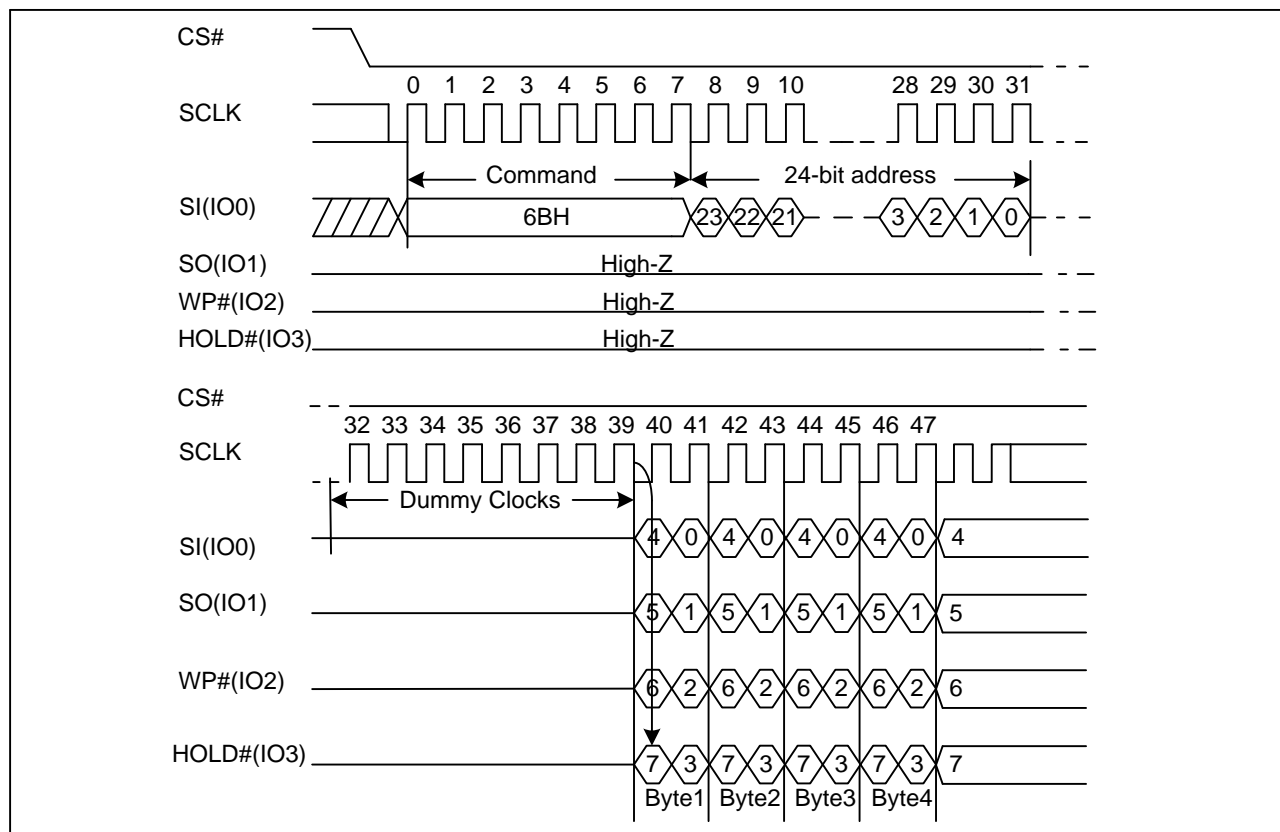 CS#
0 1 2 3 4 5 6 7 8 9 10 28 29 30 31
SCLK
Command 24-bit address
SI(IO0) 6BH 23 22 21 3 2 1 0
SO(IO1) High-Z
WP#(IO2) High-Z
HOLD#(IO3) High-Z
CS#
32 33 34 35 36 37 38 39 40 41 42 43 44 45 46 47
SCLK
Dummy Clocks
SI(IO0) 4 0 4 0 4 0 4 0 4
SO(IO1) 5 1 5 1 5 1 5 1 5
WP#(IO2) 6 2 6 2 6 2 6 2 6
HOLD#(IO3) 7 3 7 3 7 3 7 3 7
Byte1 Byte2 Byte3 Byte4